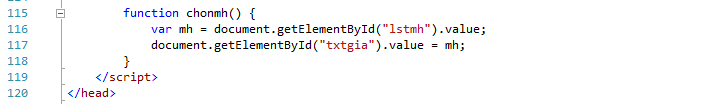 115 function chonmh() {
116 var mh = document.getElementById("lstmh").value;
117 document.getElementById("txtgia").value = mh;
118 }
119 </script>
120 </head>